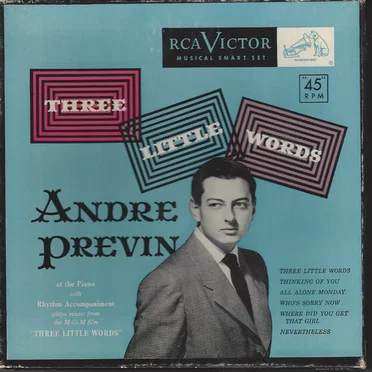 RCA VICTOR
MUSICAL SMART SET
"45"
RPM
THREE
LITTLE
WORDS
ANDRE
PREVIN
at the Piano
with
Rhythm Accompaniment
plays music from
the M-G-M film
"THREE LITTLE WORDS"
THREE LITTLE WORDS
THINKING OF YOU
ALL ALONE MONDAY
WHO'S SORRY NOW
WHERE DID YOU GET
THAT GIRL
NEVERTHELESS